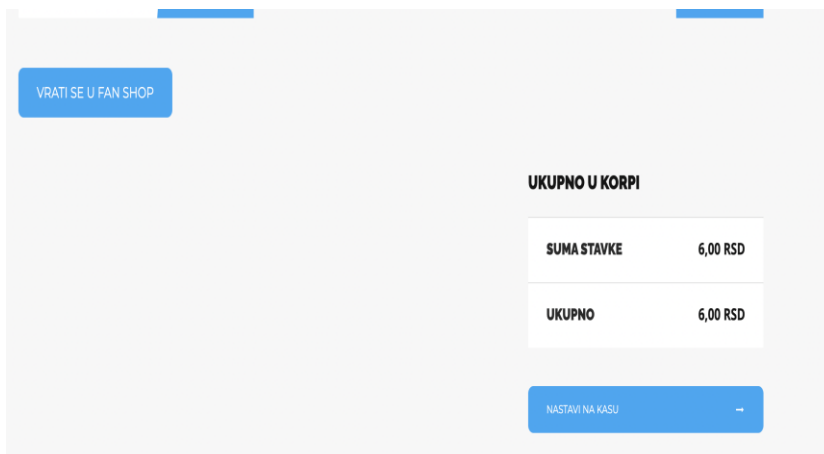 VRATI SE U FAN SHOP
UKUPNO U KORPI
SUMA STAVKE 6,00 RSD
UKUPNO 6,00 RSD
NASTAVI NA KASU →